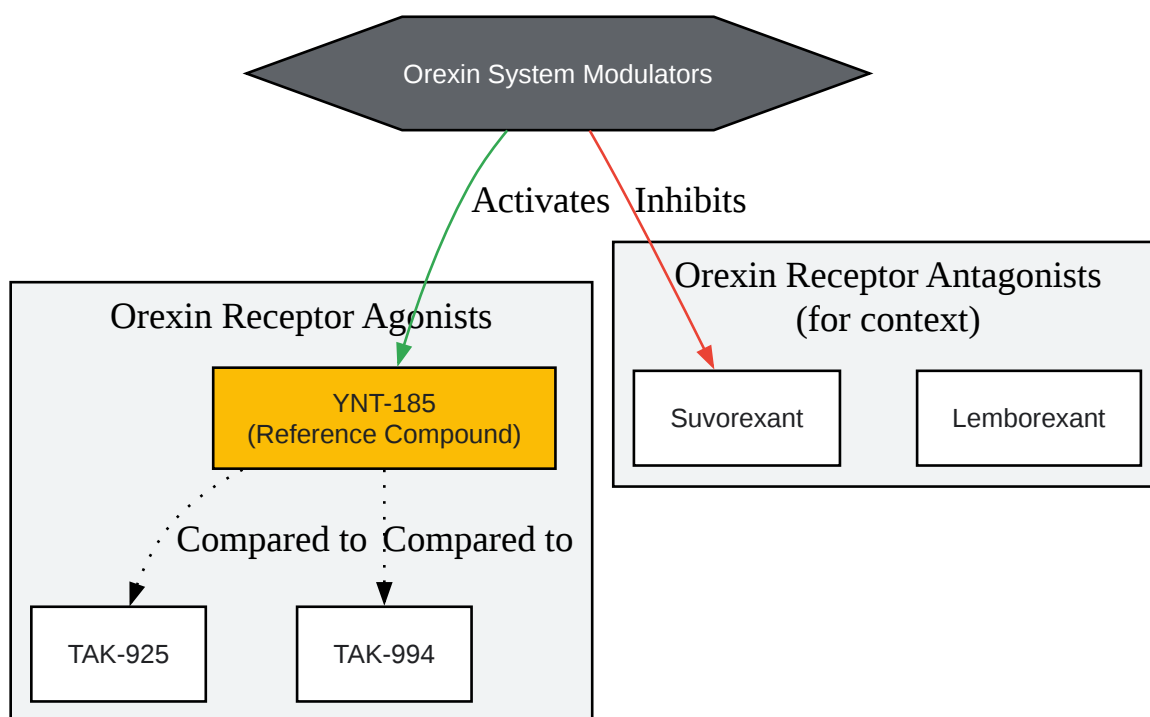 Orexin System Modulators
Activates
Inhibits
Orexin Receptor Antagonists
(for context)
Orexin Receptor Agonists
YNT-185
(Reference Compound)
Suvorexant
Lemborexant
Compared to
Compared to
TAK-925
TAK-994